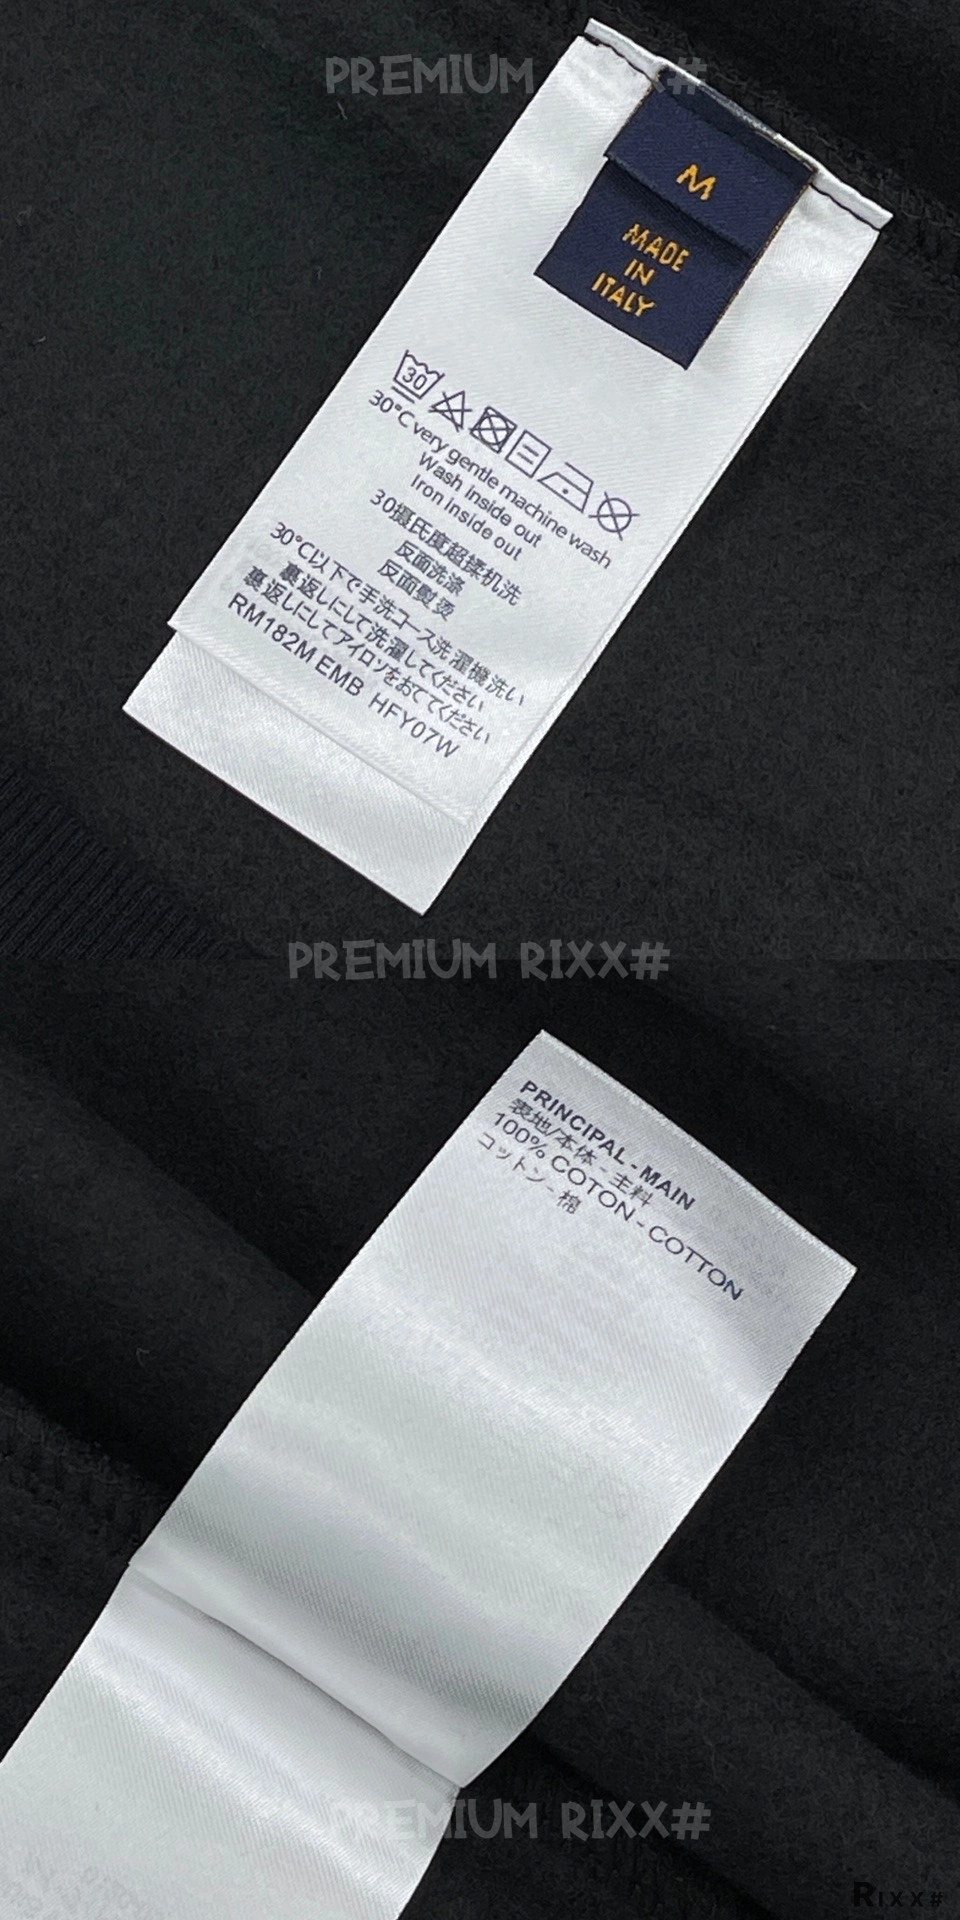 PREMIUM
M
MADE
IN
ITALY
30
30°C very gentle machine wash
Wash inside out
Iron inside out
30摄氏度超揉机洗
反面洗涤
反面熨烫
30°C以下で手洗コース洗濯機洗い
裏返しにして洗濯してください
裏返しにしてアイロソをおててください
RM182M EMB HFY07W
PREMIUM RIXX#
PRINCIPAL - MAIN
表地/本体 - 主料
100% COTON - COTTON
コットン - 棉
PREMIUM RIXX#
RIXX#